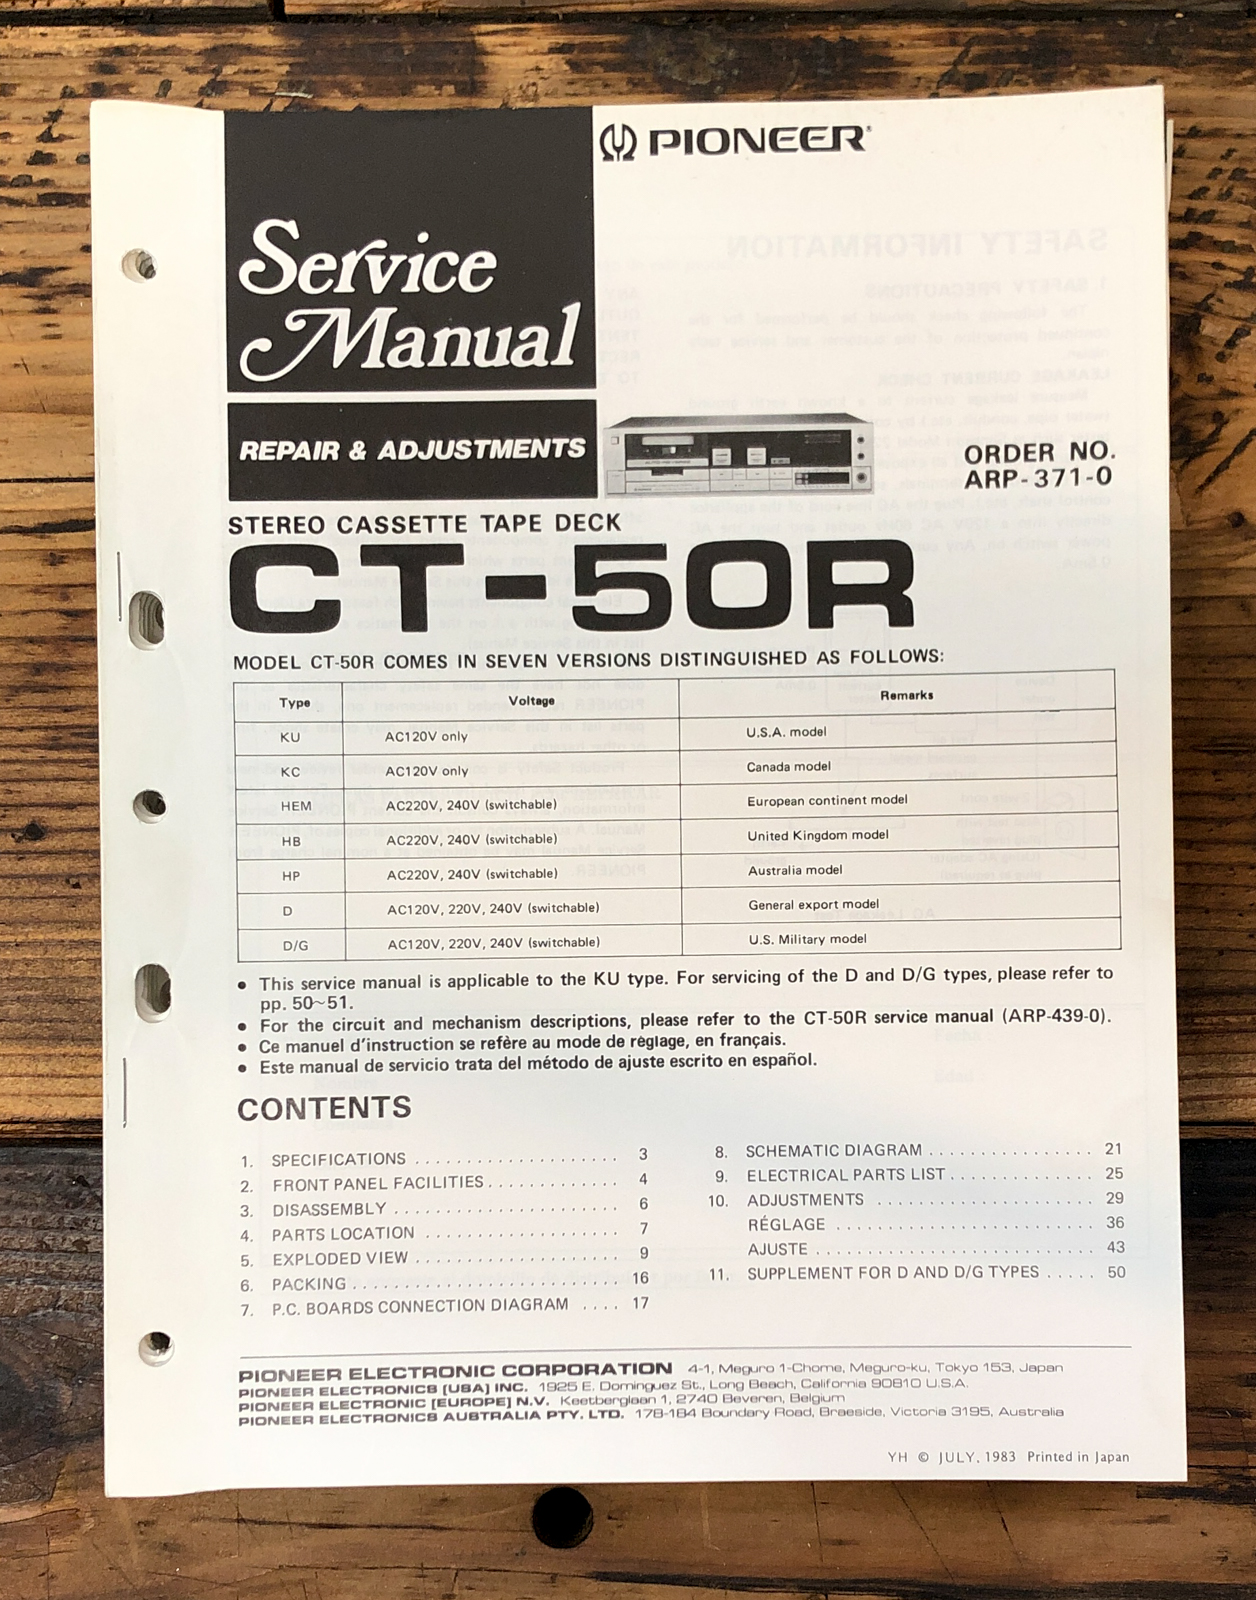 PIONEER®
Service
Manual
REPAIR & ADJUSTMENTS
ORDER NO.
ARP-371-0
STEREO CASSETTE TAPE DECK
CT-50R
MODEL CT-50R COMES IN SEVEN VERSIONS DISTINGUISHED AS FOLLOWS:
Type Voltage Remarks
KU AC120V only U.S.A. model
KC AC120V only Canada model
HEM AC220V, 240V (switchable) European continent model
HB AC220V, 240V (switchable) United Kingdom model
HP AC220V, 240V (switchable) Australia model
D AC120V, 220V, 240V (switchable) General export model
D/G AC120V, 220V, 240V (switchable) U.S. Military model
● This service manual is applicable to the KU type. For servicing of the D and D/G types, please refer to
pp. 50~51.
● For the circuit and mechanism descriptions, please refer to the CT-50R service manual (ARP-439-0).
● Ce manuel d'instruction se refère au mode de règlage, en français.
● Este manual de servicio trata del método de ajuste escrito en español.
CONTENTS
1. SPECIFICATIONS . . . . . . . . . . . . . . . . . . . . . 3
2. FRONT PANEL FACILITIES . . . . . . . . . . . . . 4
3. DISASSEMBLY . . . . . . . . . . . . . . . . . . . . . . . 6
4. PARTS LOCATION . . . . . . . . . . . . . . . . . . . . 7
5. EXPLODED VIEW . . . . . . . . . . . . . . . . . . . . . 9
6. PACKING . . . . . . . . . . . . . . . . . . . . . . . . . . . 16
7. P.C. BOARDS CONNECTION DIAGRAM . . . . 17
8. SCHEMATIC DIAGRAM . . . . . . . . . . . . . . . . 21
9. ELECTRICAL PARTS LIST . . . . . . . . . . . . . . 25
10. ADJUSTMENTS . . . . . . . . . . . . . . . . . . . . . . 29
RÉGLAGE . . . . . . . . . . . . . . . . . . . . . . . . . . 36
AJUSTE . . . . . . . . . . . . . . . . . . . . . . . . . . . . 43
11. SUPPLEMENT FOR D AND D/G TYPES . . . . . 50
PIONEER ELECTRONIC CORPORATION 4-1, Meguro 1-Chome, Meguro-ku, Tokyo 153, Japan
PIONEER ELECTRONICS [USA] INC. 1925 E. Dominguez St., Long Beach, California 90810 U.S.A.
PIONEER ELECTRONIC [EUROPE] N.V. Keetberglaan 1, 2740 Beveren, Belgium
PIONEER ELECTRONICS AUSTRALIA PTY. LTD. 178-184 Boundary Road, Braeside, Victoria 3195, Australia
YH © JULY, 1983 Printed in Japan